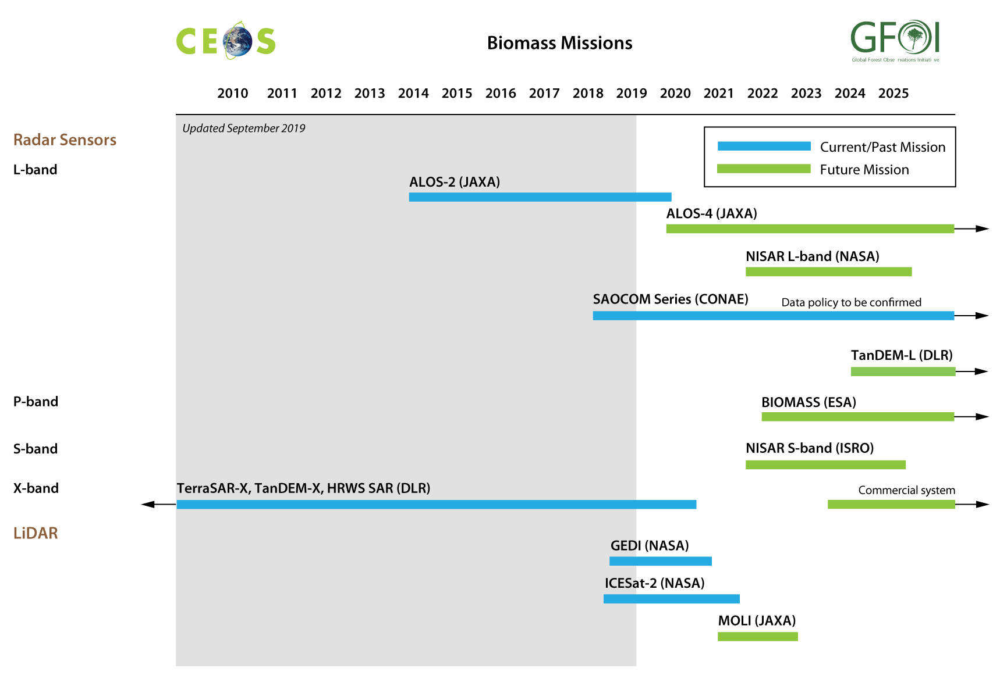 CEOS
Biomass Missions
GFOI
Global Forest Obse rvations Initiati ve
2010 2011 2012 2013 2014 2015 2016 2017 2018 2019 2020 2021 2022 2023 2024 2025
Updated September 2019
Radar Sensors
Current/Past Mission
Future Mission
L-band
ALOS-2 (JAXA)
ALOS-4 (JAXA)
NISAR L-band (NASA)
SAOCOM Series (CONAE)
Data policy to be confirmed
TanDEM-L (DLR)
P-band
BIOMASS (ESA)
S-band
NISAR S-band (ISRO)
X-band
TerraSAR-X, TanDEM-X, HRWS SAR (DLR)
Commercial system
LiDAR
GEDI (NASA)
ICESat-2 (NASA)
MOLI (JAXA)